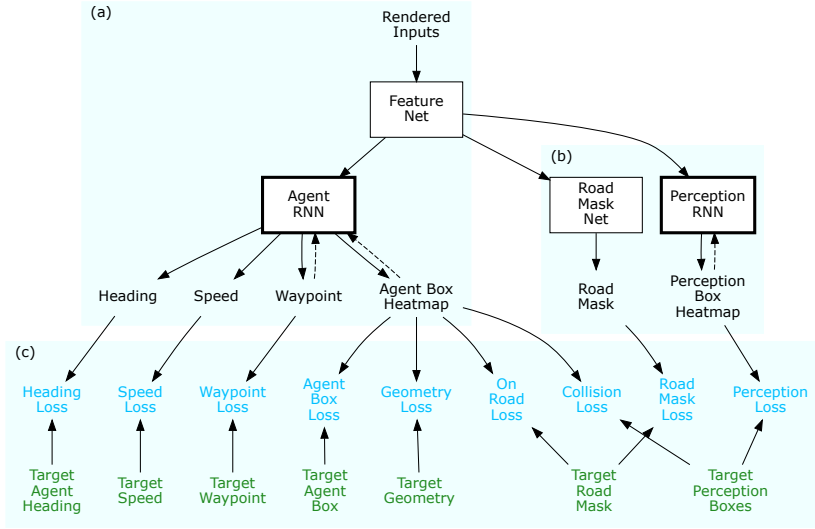 (a)
Rendered
Inputs
Feature
Net
(b)
Agent
RNN
Road
Mask
Net
Perception
RNN
Heading
Speed
Waypoint
Agent Box
Heatmap
Road
Mask
Perception
Box
Heatmap
(c)
Heading
Loss
Speed
Loss
Waypoint
Loss
Agent
Box
Loss
Geometry
Loss
On
Road
Loss
Collision
Loss
Road
Mask
Loss
Perception
Loss
Target
Agent
Heading
Target
Speed
Target
Waypoint
Target
Agent
Box
Target
Geometry
Target
Road
Mask
Target
Perception
Boxes